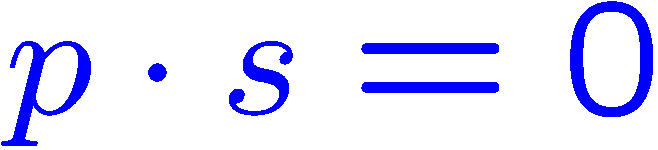 p · s = 0